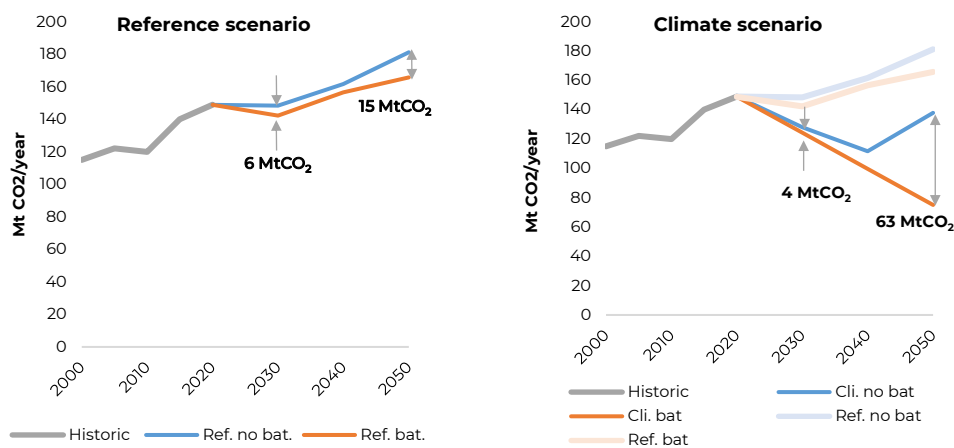 Reference scenario
Mt CO2/year
200
180
160
140
120
100
80
60
40
20
0
15 MtCO₂
6 MtCO₂
2000
2010
2020
2030
2040
2050
Historic
Ref. no bat.
Ref. bat.
Climate scenario
Mt CO2/year
200
180
160
140
120
100
80
60
40
20
0
4 MtCO₂
63 MtCO₂
2000
2010
2020
2030
2040
2050
Historic
Cli. no bat
Cli. bat
Ref. no bat
Ref. bat